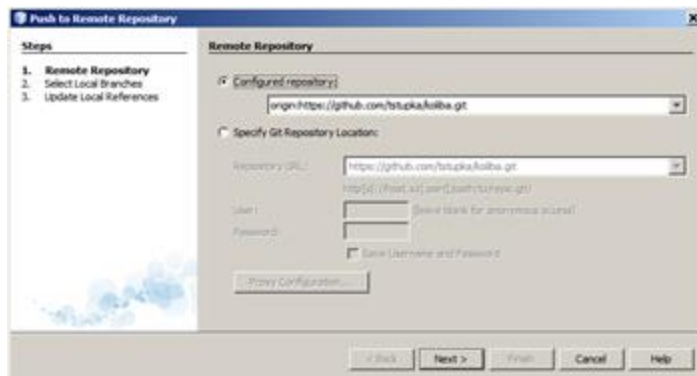 Push to Remote Repository
Steps
1. Remote Repository
2. Select Local Branches
3. Update Local References
Remote Repository
Configured repository:
origin:https://github.com/tstupka/koliba.git
Specify Git Repository Location:
Repository URL:
https://github.com/tstupka/koliba.git
User:
(leave blank for anonymous access)
Password:
Save Username and Password
Proxy Configuration...
< Back
Next >
Finish
Cancel
Help